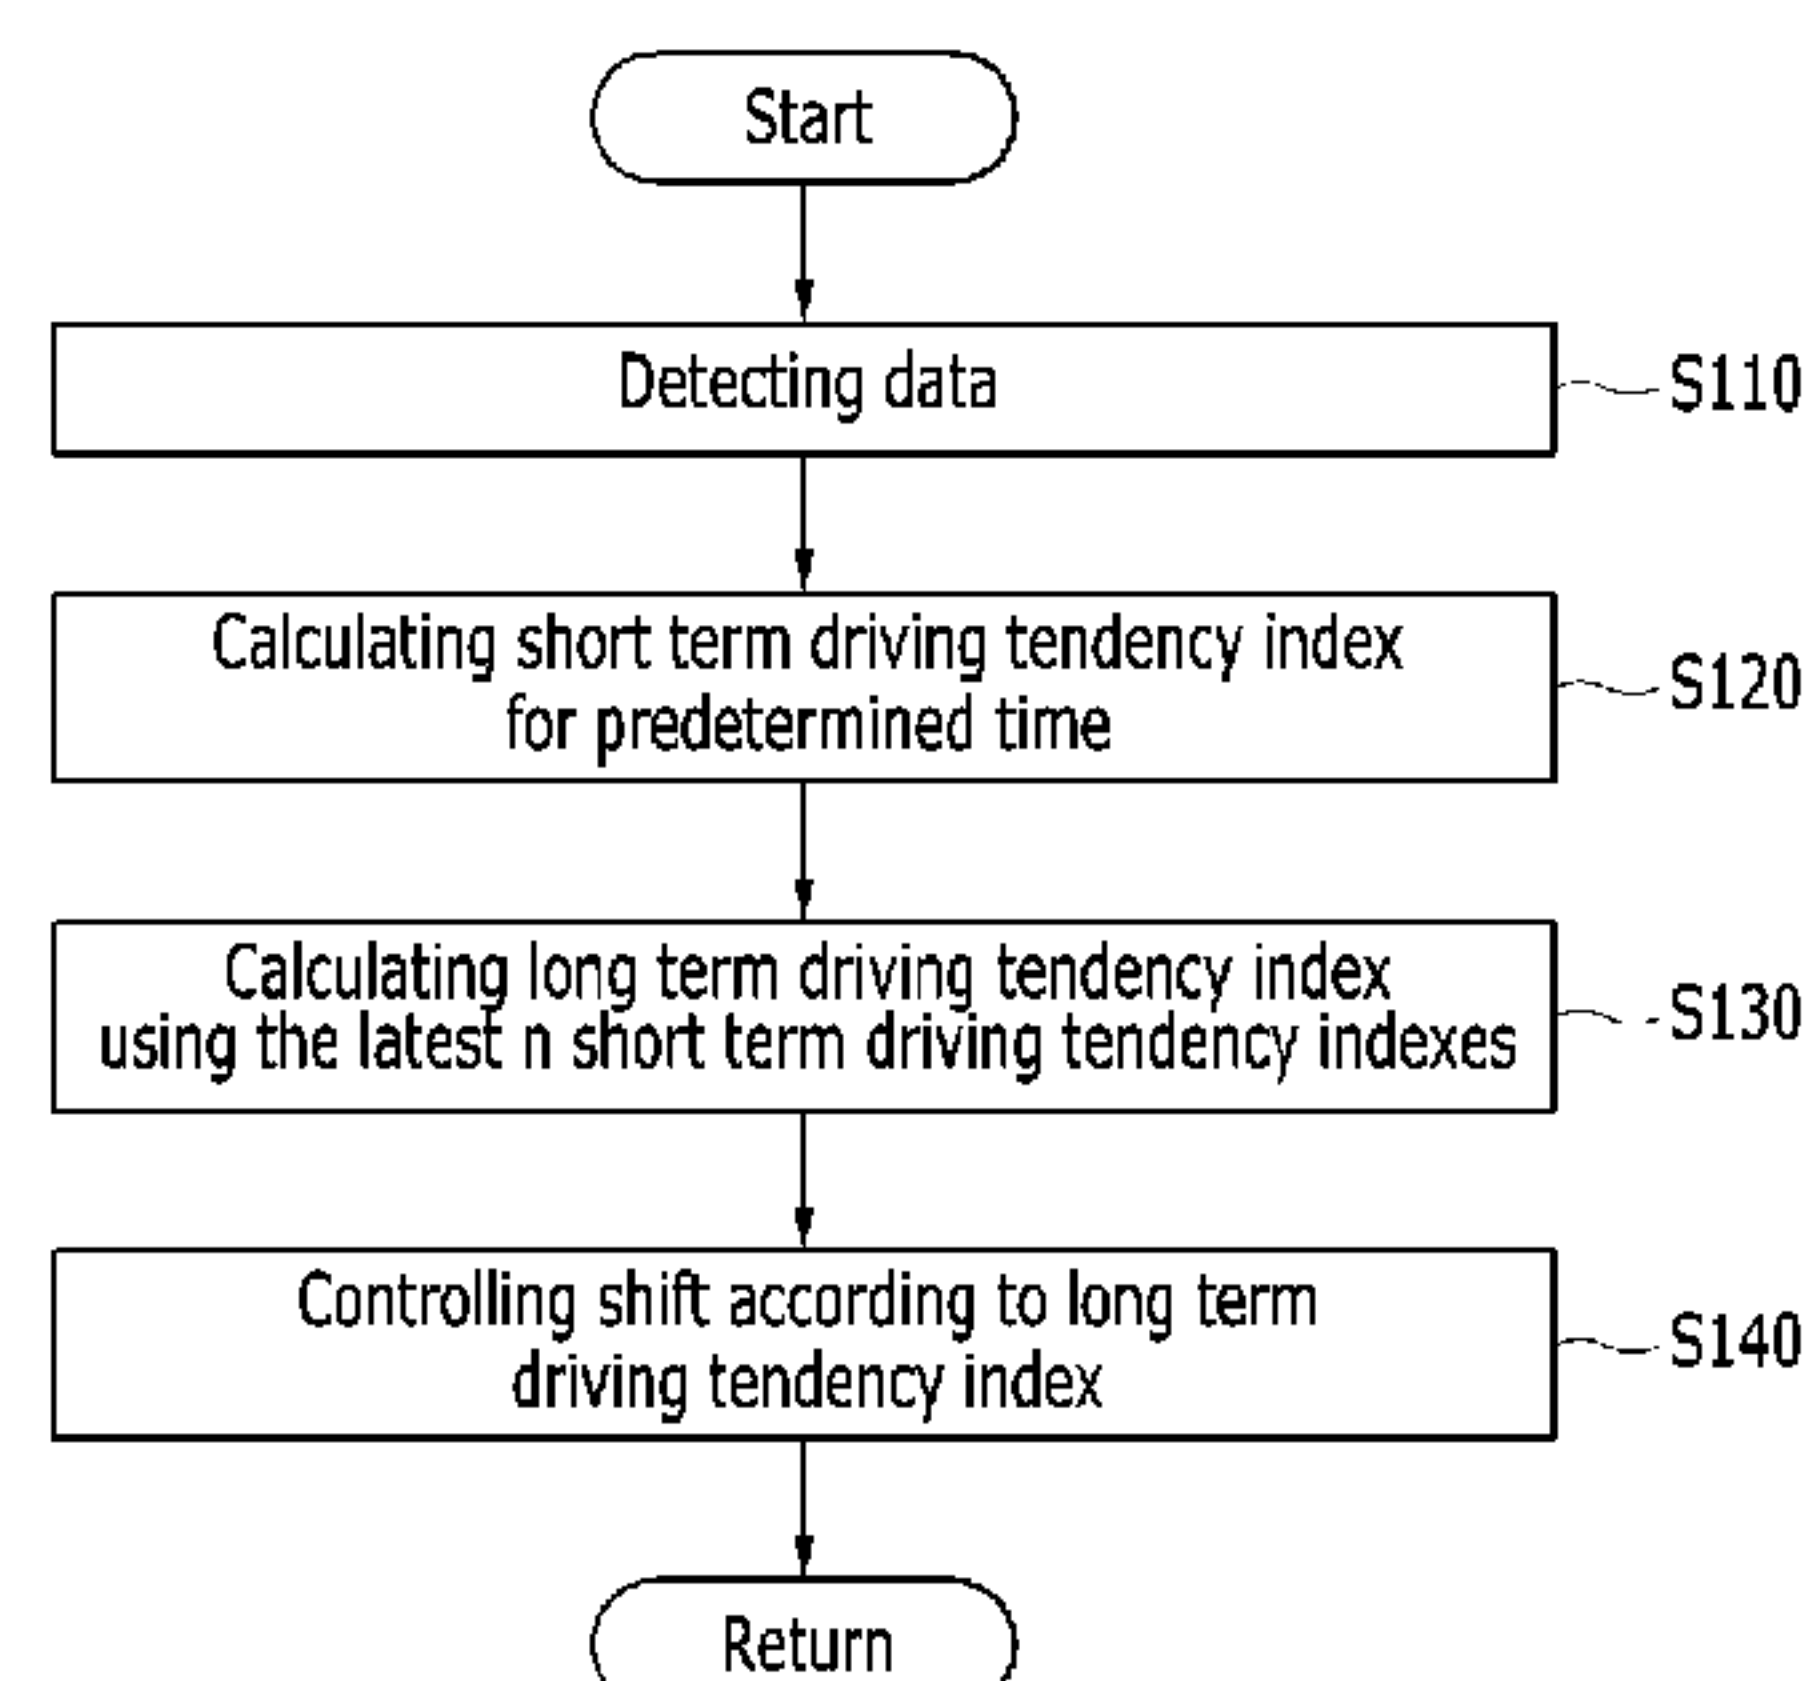 Start
Detecting data
S110
Calculating short term driving tendency index
for predetermined time
S120
Calculating long term driving tendency index
using the latest n short term driving tendency indexes
S130
Controlling shift according to long term
driving tendency index
S140
Return